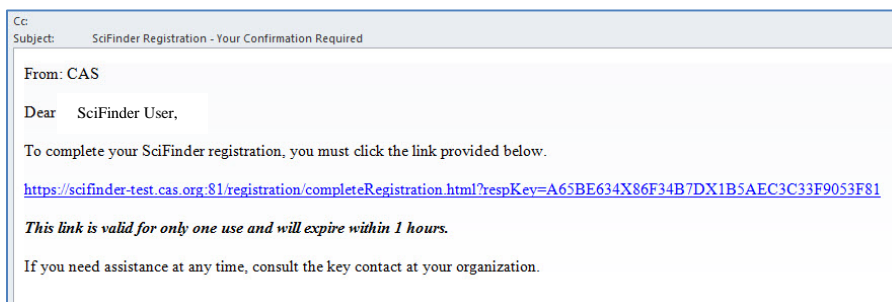 Cc:
Subject: SciFinder Registration - Your Confirmation Required
From: CAS
Dear SciFinder User,
To complete your SciFinder registration, you must click the link provided below.
https://scifinder-test.cas.org:81/registration/completeRegistration.html?respKey=A65BE634X86F34B7DX1B5AEC3C33F9053F81
This link is valid for only one use and will expire within 1 hours.
If you need assistance at any time, consult the key contact at your organization.